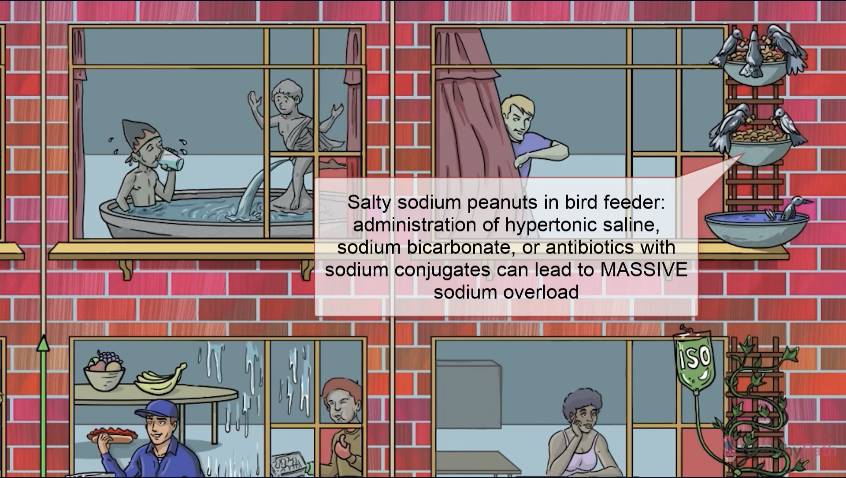 Salty sodium peanuts in bird feeder:
administration of hypertonic saline,
sodium bicarbonate, or antibiotics with
sodium conjugates can lead to MASSIVE
sodium overload
ISO